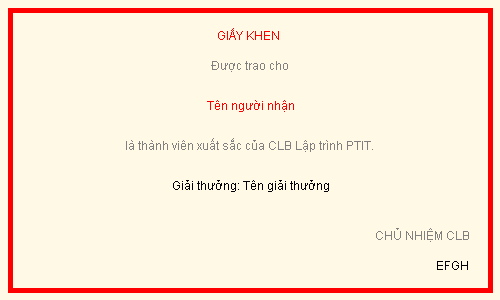 GIẤY KHEN
Được trao cho
Tên người nhận
là thành viên xuất sắc của CLB Lập trình PTIT.
Giải thưởng: Tên giải thưởng
CHỦ NHIỆM CLB
EFGH